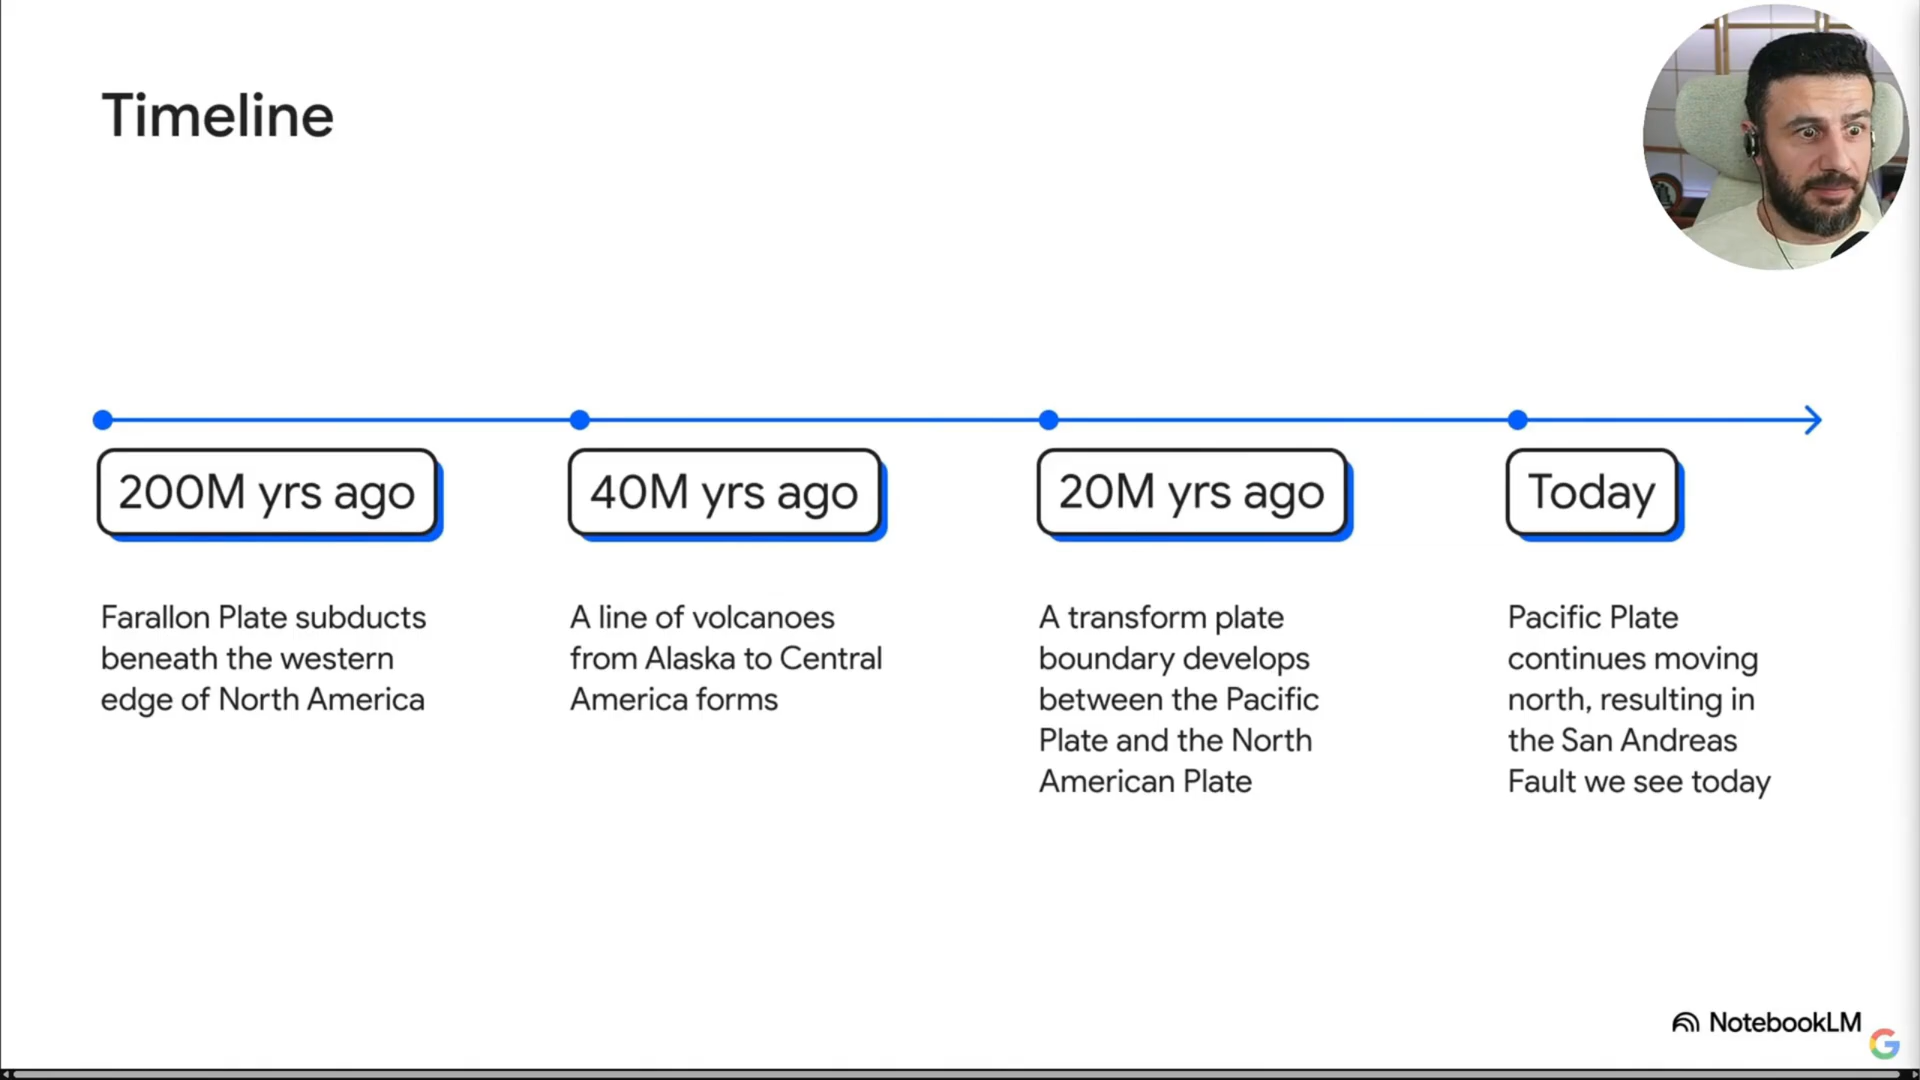 Timeline
200M yrs ago
Farallon Plate subducts
beneath the western
edge of North America
40M yrs ago
A line of volcanoes
from Alaska to Central
America forms
20M yrs ago
A transform plate
boundary develops
between the Pacific
Plate and the North
American Plate
Today
Pacific Plate
continues moving
north, resulting in
the San Andreas
Fault we see today
NotebookLM
G